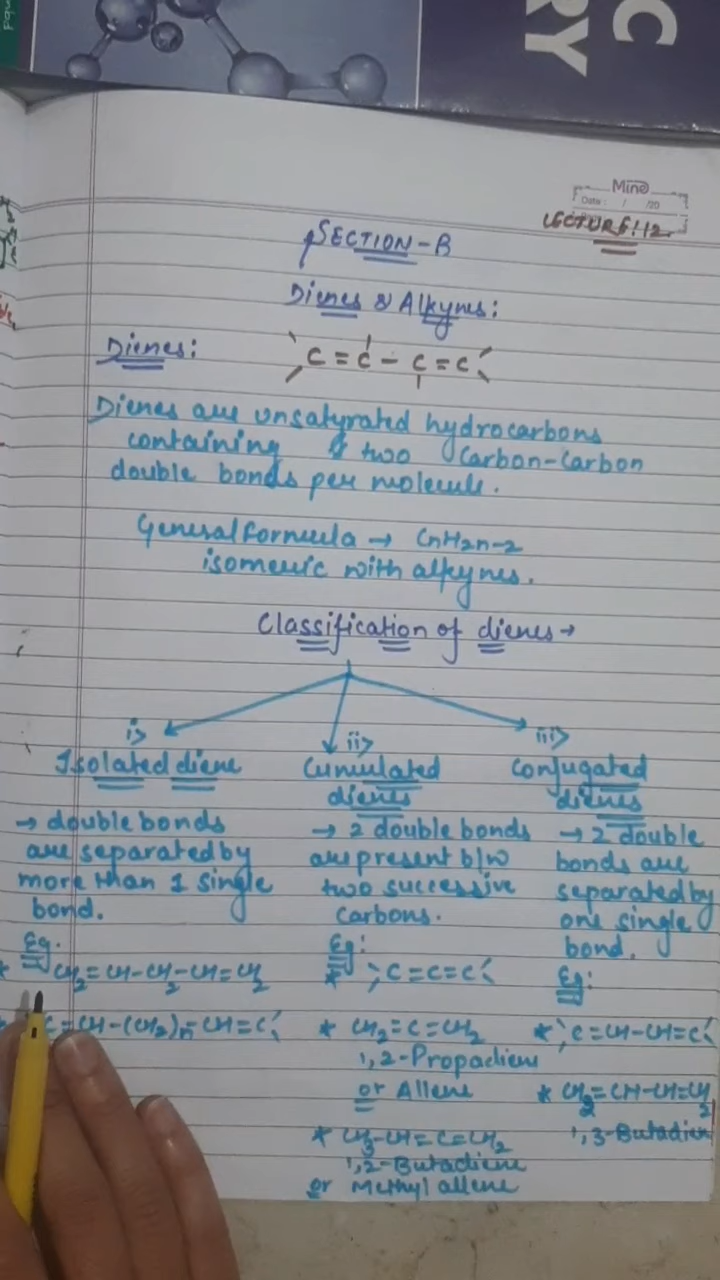 C
RY
Mino
Date : / /20
LECTURE:12
SECTION-B
Dienes & Alkynes:
Dienes: C=C-C=C
Dienes are unsaturated hydrocarbons
containing two Carbon-Carbon
double bonds per molecule.
General formula → CnH2n-2
isomeric with alkynes.
Classification of dienes→
i>
Isolated diene
→ double bonds
are separated by
more than 1 single
bond.
Eg:
* CH2=CH-CH2-CH=CH2
C=CH-(CH2)n-CH=C
ii>
Cumulated
dienes
→ 2 double bonds
are present b/w
two successive
Carbons.
Eg:
* C=C=C
* CH2=C=CH2
1,2-Propadiene
or Allene
* CH3-CH=C=CH2
1,2-Butadiene
or Methyl allene
iii>
Conjugated
dienes
→ 2 double
bonds are
separated by
one single
bond.
Eg:
* C=CH-CH=C
* CH2=CH-CH=CH2
1,3-Butadien